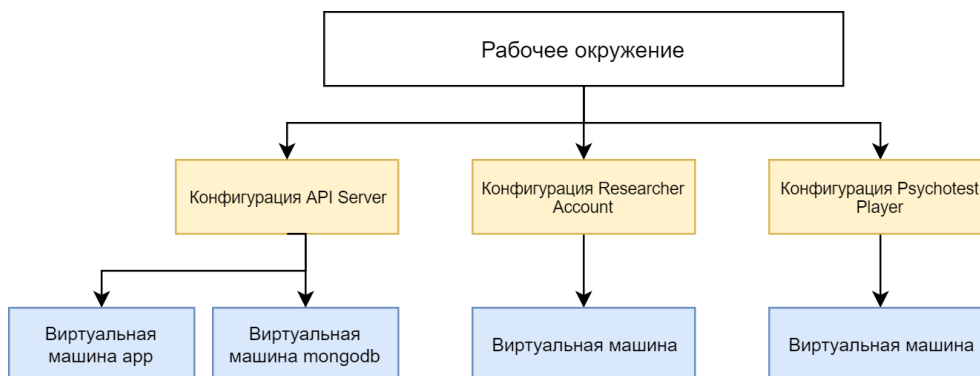 Рабочее окружение
Конфигурация API Server
Конфигурация Researcher
Account
Конфигурация Psychotest
Player
Виртуальная
машина app
Виртуальная
машина mongodb
Виртуальная машина
Виртуальная машина